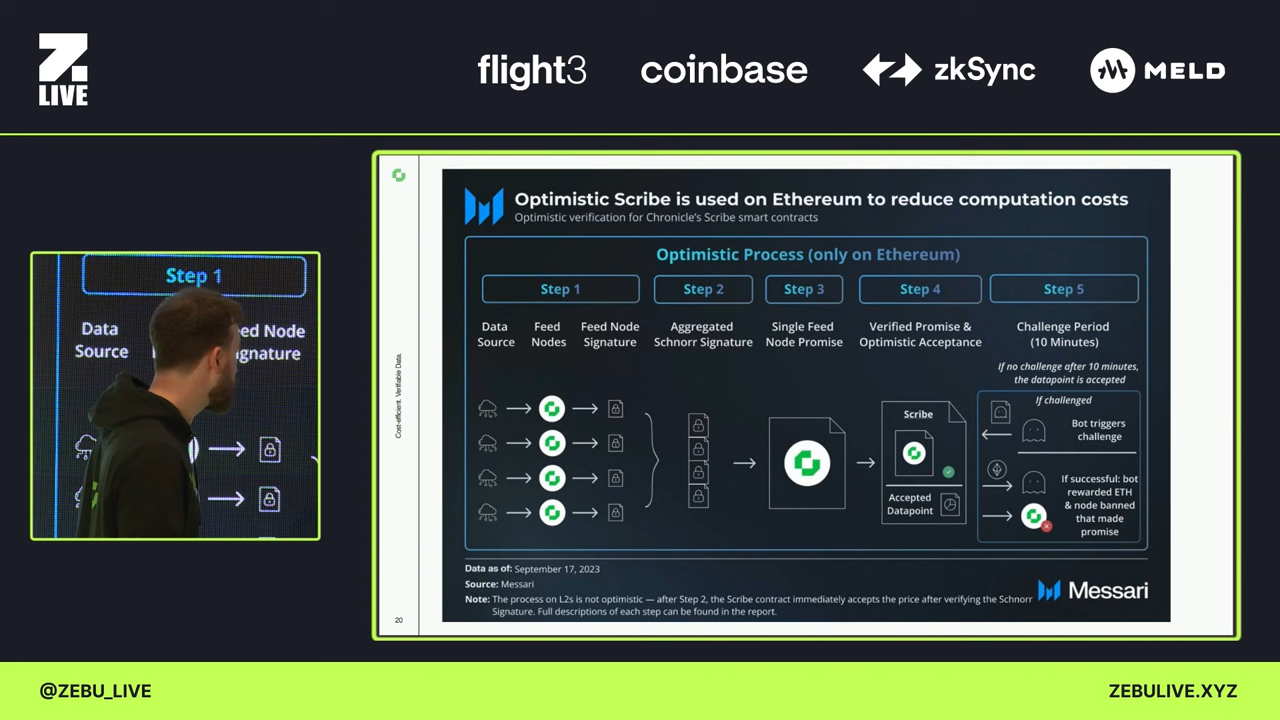 Z.
LIVE
flight3
coinbase
zkSync
MELD
Step 1
Data
Source
eed Node
ignature
Cost-efficient. Verifiable Data.
20
Optimistic Scribe is used on Ethereum to reduce computation costs
Optimistic verification for Chronicle's Scribe smart contracts
Optimistic Process (only on Ethereum)
Step 1
Step 2
Step 3
Step 4
Step 5
Data
Source
Feed
Nodes
Feed Node
Signature
Aggregated
Schnorr Signature
Single Feed
Node Promise
Verified Promise &
Optimistic Acceptance
Challenge Period
(10 Minutes)
If no challenge after 10 minutes,
the datapoint is accepted
If challenged
Bot triggers
challenge
Scribe
Accepted
Datapoint
If successful: bot
rewarded ETH
& node banned
that made
promise
Data as of: September 17, 2023
Source: Messari
Note: The process on L2s is not optimistic — after Step 2, the Scribe contract immediately accepts the price after verifying the Schnorr
Signature. Full descriptions of each step can be found in the report.
Messari
@ZEBU_LIVE
ZEBULIVE.XYZ